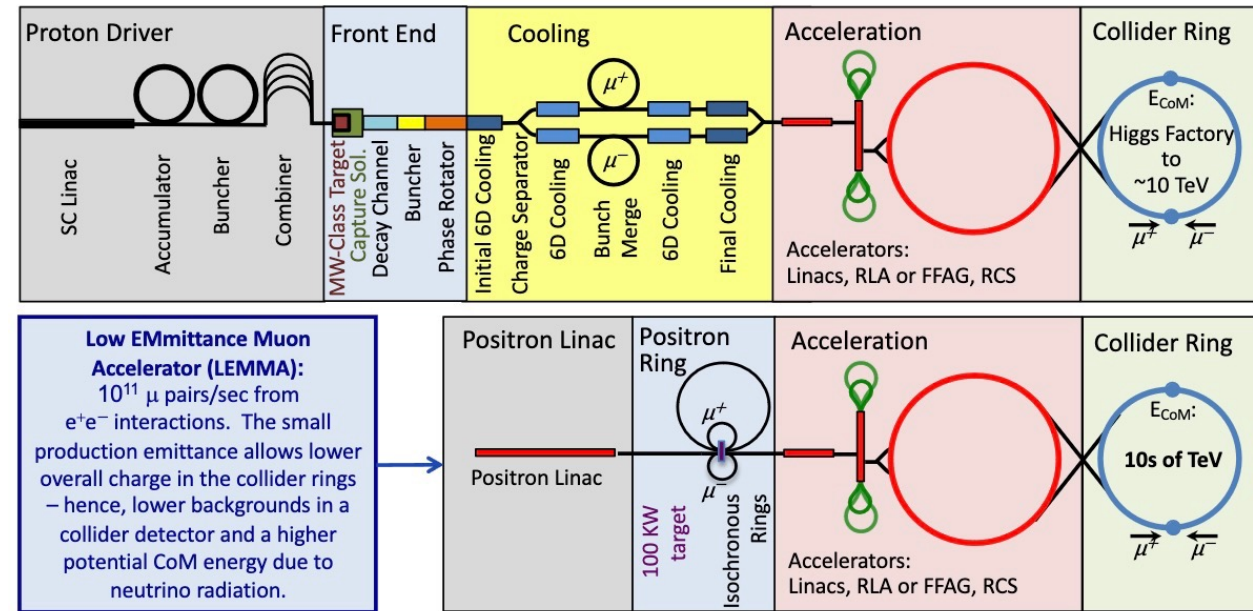 Proton Driver
Front End
Cooling
Acceleration
Collider Ring
SC Linac
Accumulator
Buncher
Combiner
MW-Class Target
Capture Sol.
Decay Channel
Buncher
Phase Rotator
Initial 6D Cooling
Charge Separator
6D Cooling
μ+
μ−
Bunch
Merge
6D Cooling
Final Cooling
Accelerators:
Linacs, RLA or FFAG, RCS
ECoM:
Higgs Factory
to
~10 TeV
μ+ μ−
Low EMmittance Muon
Accelerator (LEMMA):
10¹¹ μ pairs/sec from
e⁺e⁻ interactions. The small
production emittance allows lower
overall charge in the collider rings
– hence, lower backgrounds in a
collider detector and a higher
potential CoM energy due to
neutrino radiation.
Positron Linac
Positron
Ring
Acceleration
Collider Ring
Positron Linac
μ+
μ−
100 KW
target
Isochronous
Rings
Accelerators:
Linacs, RLA or FFAG, RCS
ECoM:
10s of TeV
μ+ μ−